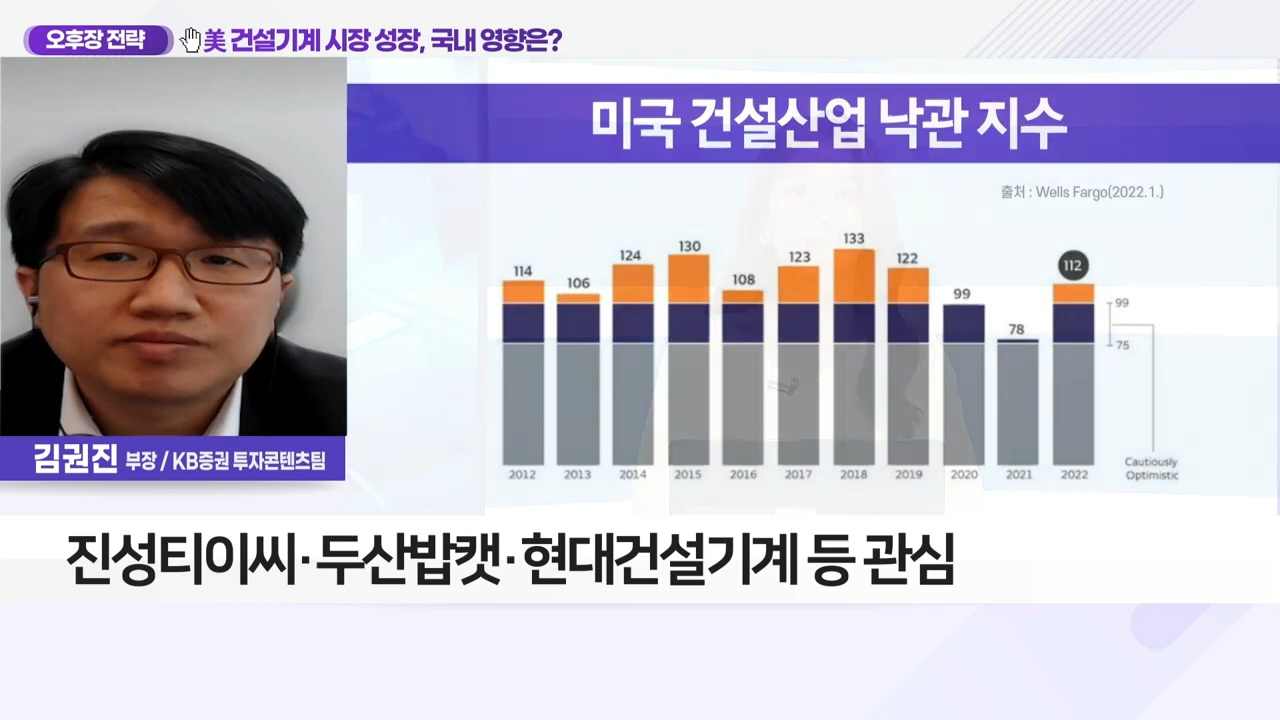 오후장 전략
美 건설기계 시장 성장, 국내 영향은?
미국 건설산업 낙관 지수
출처 : Wells Fargo(2022.1.)
114 106 124 130 108 123 133 122 99 78 112
99
75
2012 2013 2014 2015 2016 2017 2018 2019 2020 2021 2022
Cautiously
Optimistic
김권진 부장 / KB증권 투자콘텐츠팀
진성티이씨·두산밥캣·현대건설기계 등 관심